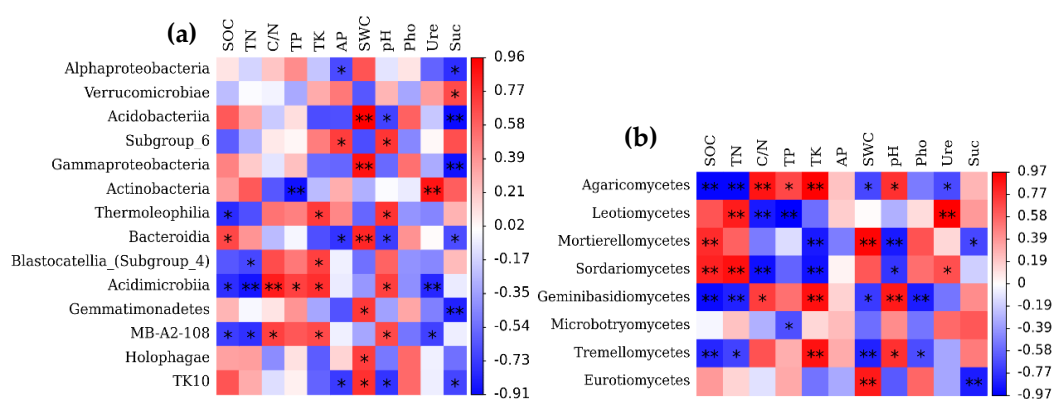 (a)
SOC TN C/N TP TK AP SWC pH Pho Ure Suc
Alphaproteobacteria * *
Verrucomicrobiae *
Acidobacteriia ** * **
Subgroup_6 * *
Gammaproteobacteria ** **
Actinobacteria ** **
Thermoleophilia * * *
Bacteroidia * * ** * *
Blastocatellia_(Subgroup_4) * *
Acidimicrobiia * ** ** * * * **
Gemmatimonadetes * **
MB-A2-108 * * * * * *
Holophagae *
TK10 * * * *
0.96
0.77
0.58
0.39
0.21
0.02
-0.17
-0.35
-0.54
-0.73
-0.91
(b)
SOC TN C/N TP TK AP SWC pH Pho Ure Suc
Agaricomycetes ** ** ** * ** * * *
Leotiomycetes ** ** ** **
Mortierellomycetes ** ** ** ** *
Sordariomycetes ** ** ** ** * *
Geminibasidiomycetes ** ** * ** * ** **
Microbotryomycetes *
Tremellomycetes ** * ** ** * *
Eurotiomycetes ** **
0.97
0.77
0.58
0.39
0.19
0
-0.19
-0.39
-0.58
-0.77
-0.97